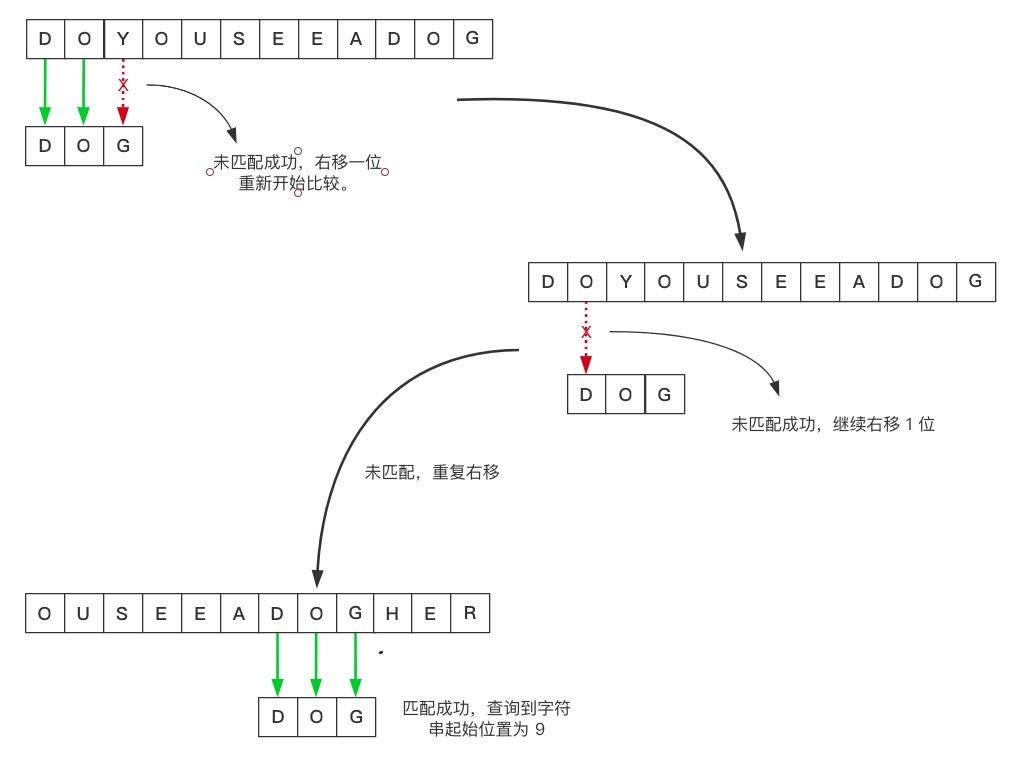 D O Y O U S E E A D O G
X
D O G
未匹配成功，右移一位
重新开始比较。
D O Y O U S E E A D O G
X
D O G
未匹配成功，继续右移 1 位
未匹配，重复右移
O U S E E A D O G H E R
D O G
匹配成功，查询到字符
串起始位置为 9